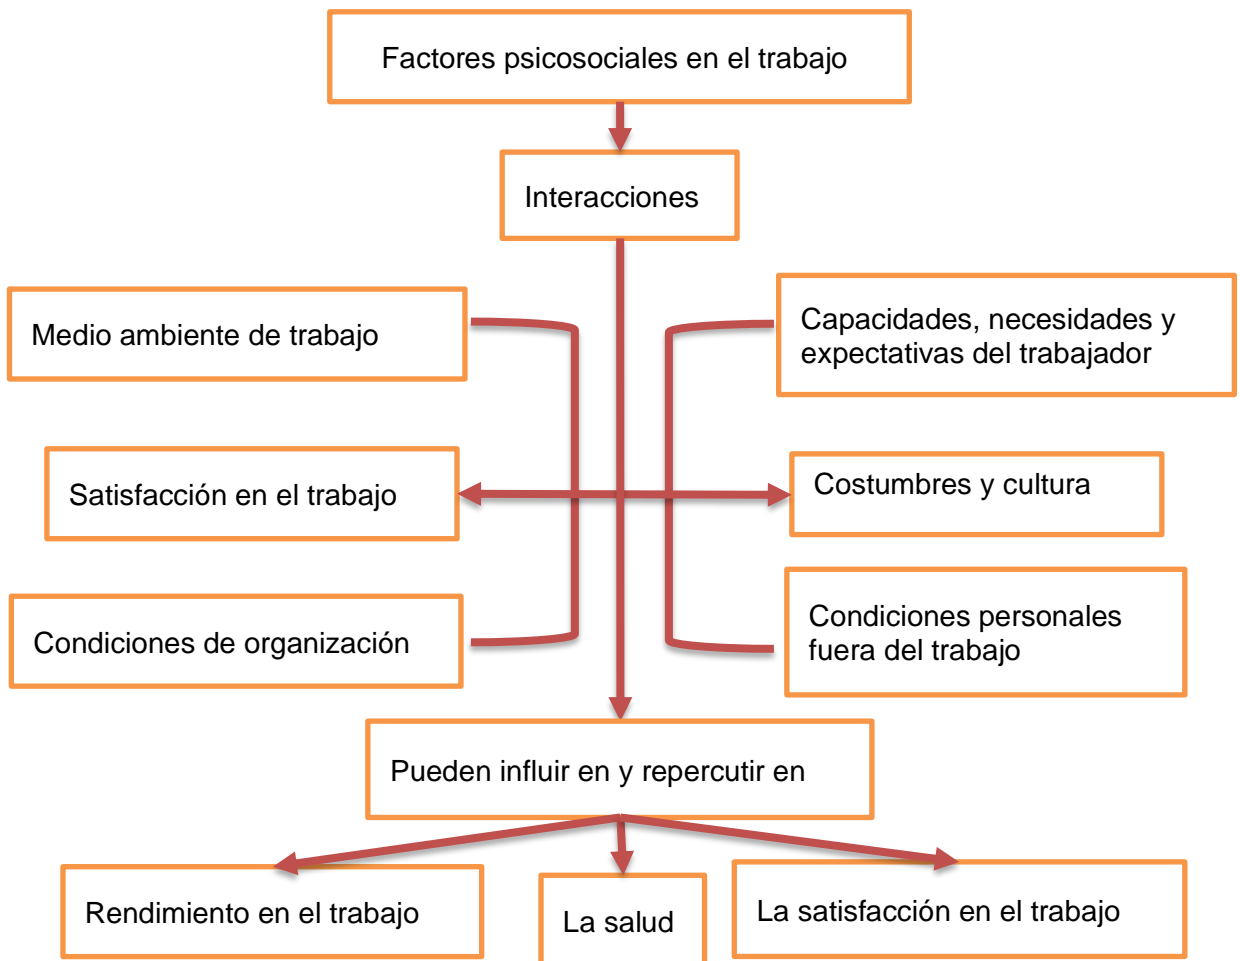 Factores psicosociales en el trabajo
Interacciones
Medio ambiente de trabajo
Capacidades, necesidades y
expectativas del trabajador
Satisfacción en el trabajo
Costumbres y cultura
Condiciones de organización
Condiciones personales
fuera del trabajo
Pueden influir en y repercutir en
Rendimiento en el trabajo
La salud
La satisfacción en el trabajo